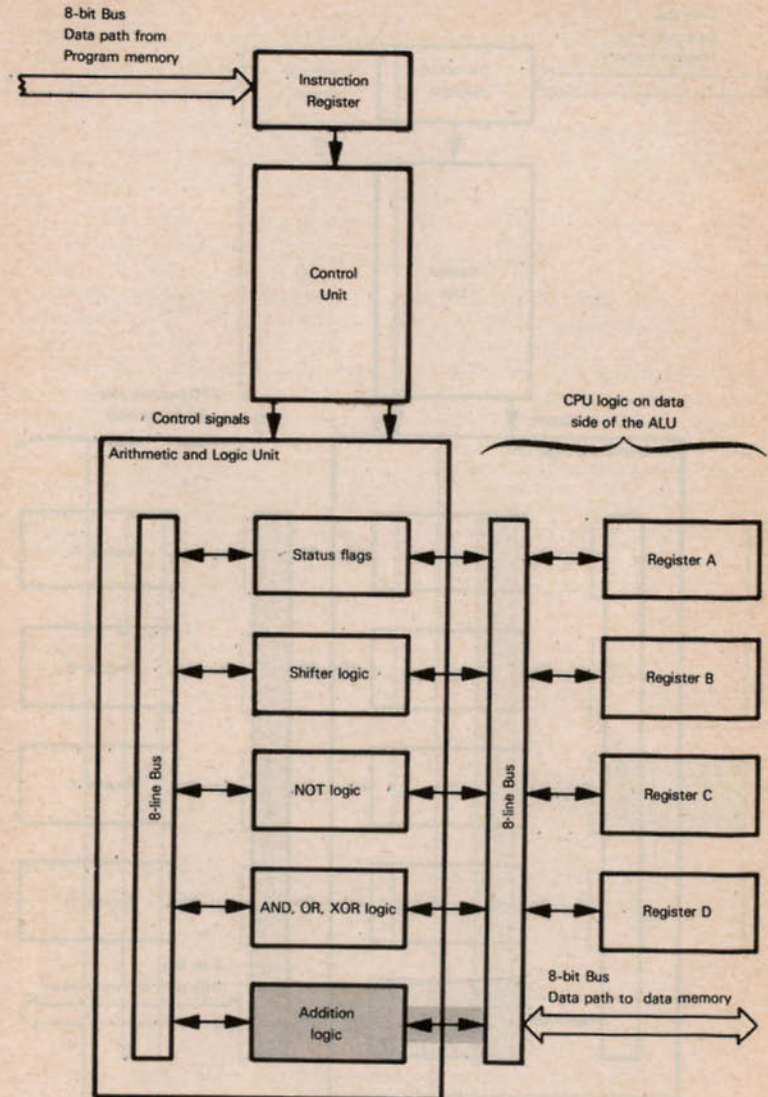 8-bit Bus
Data path from
Program memory
Instruction
Register
Control
Unit
Control signals
CPU logic on data
side of the ALU
Arithmetic and Logic Unit
8-line Bus
Status flags
Shifter logic
NOT logic
AND, OR, XOR logic
Addition
logic
8-line Bus
Register A
Register B
Register C
Register D
8-bit Bus
Data path to data memory